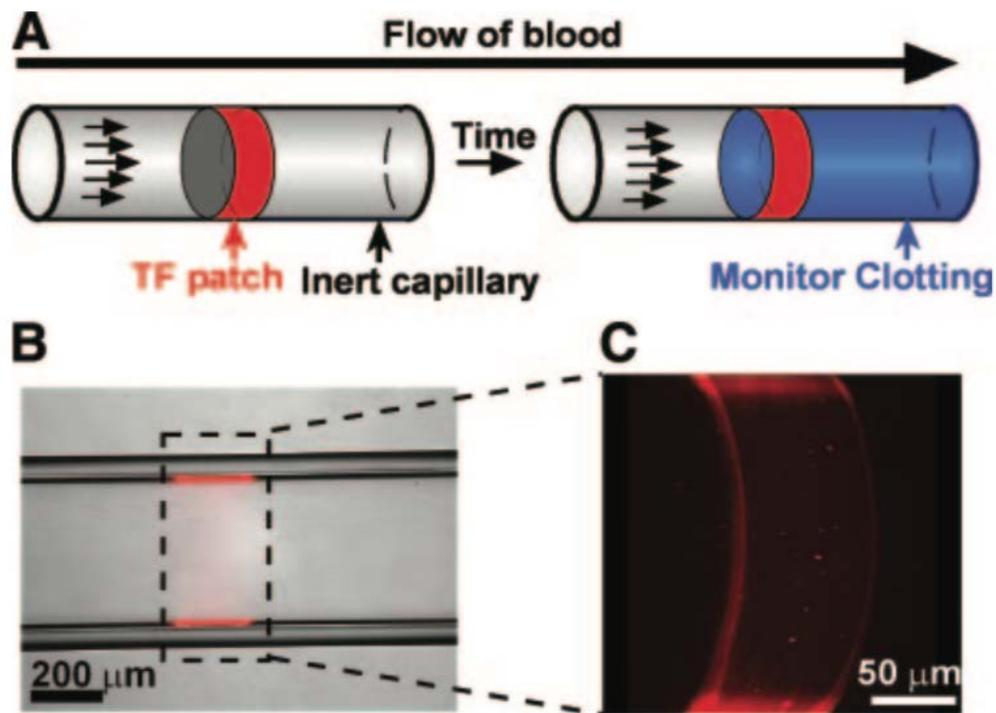 A
Flow of blood
Time
TF patch
Inert capillary
Monitor Clotting
B
C
200 μm
50 μm